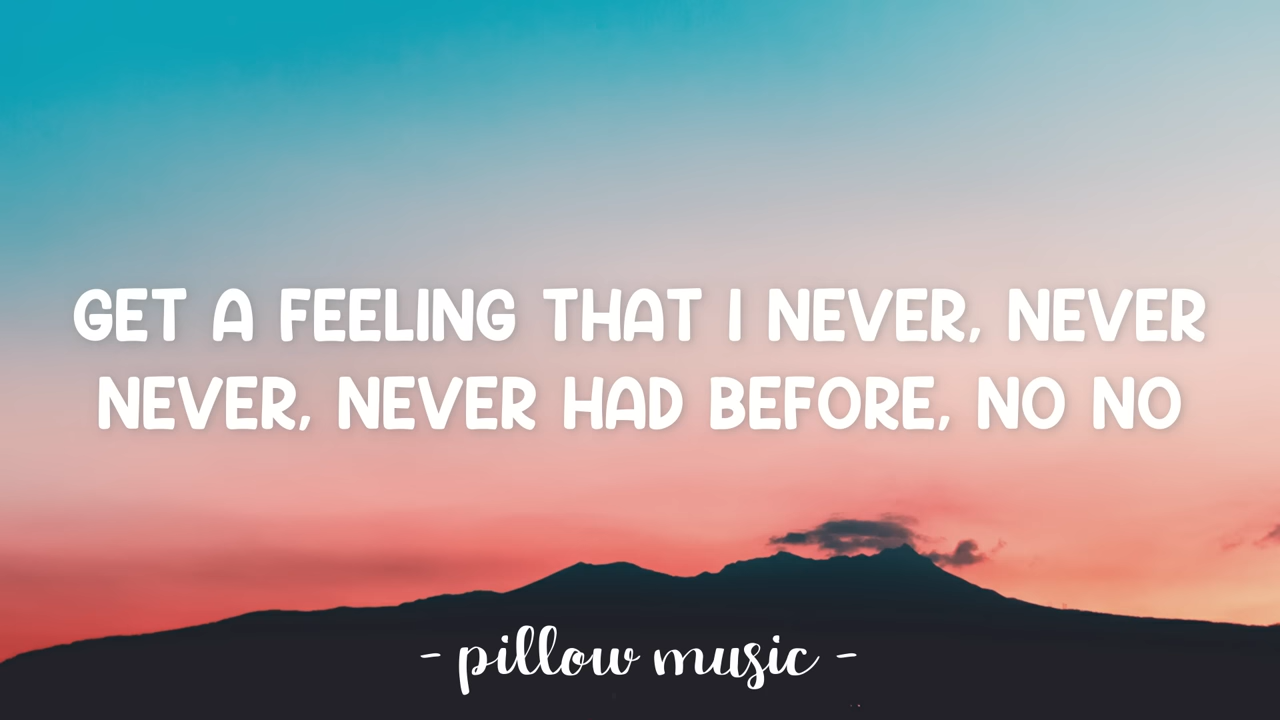 GET A FEELING THAT I NEVER, NEVER
NEVER, NEVER HAD BEFORE, NO NO
- pillow music -